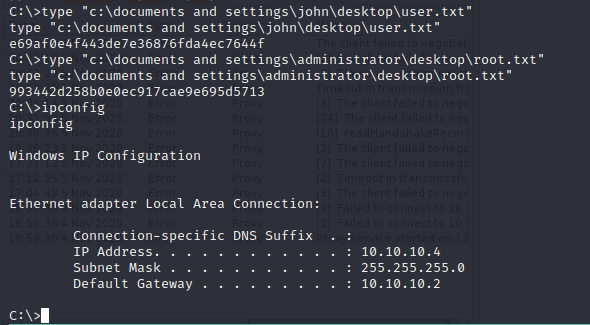 C:\>type "c:\documents and settings\john\desktop\user.txt"
type "c:\documents and settings\john\desktop\user.txt"
e69af0e4f443de7e36876fda4ec7644f
C:\>type "c:\documents and settings\administrator\desktop\root.txt"
type "c:\documents and settings\administrator\desktop\root.txt"
993442d258b0e0ec917cae9e695d5713
C:\>ipconfig
ipconfig
Windows IP Configuration
Ethernet adapter Local Area Connection:
Connection-specific DNS Suffix . :
IP Address. . . . . . . . . . . . : 10.10.10.4
Subnet Mask . . . . . . . . . . . : 255.255.255.0
Default Gateway . . . . . . . . . : 10.10.10.2
C:\>